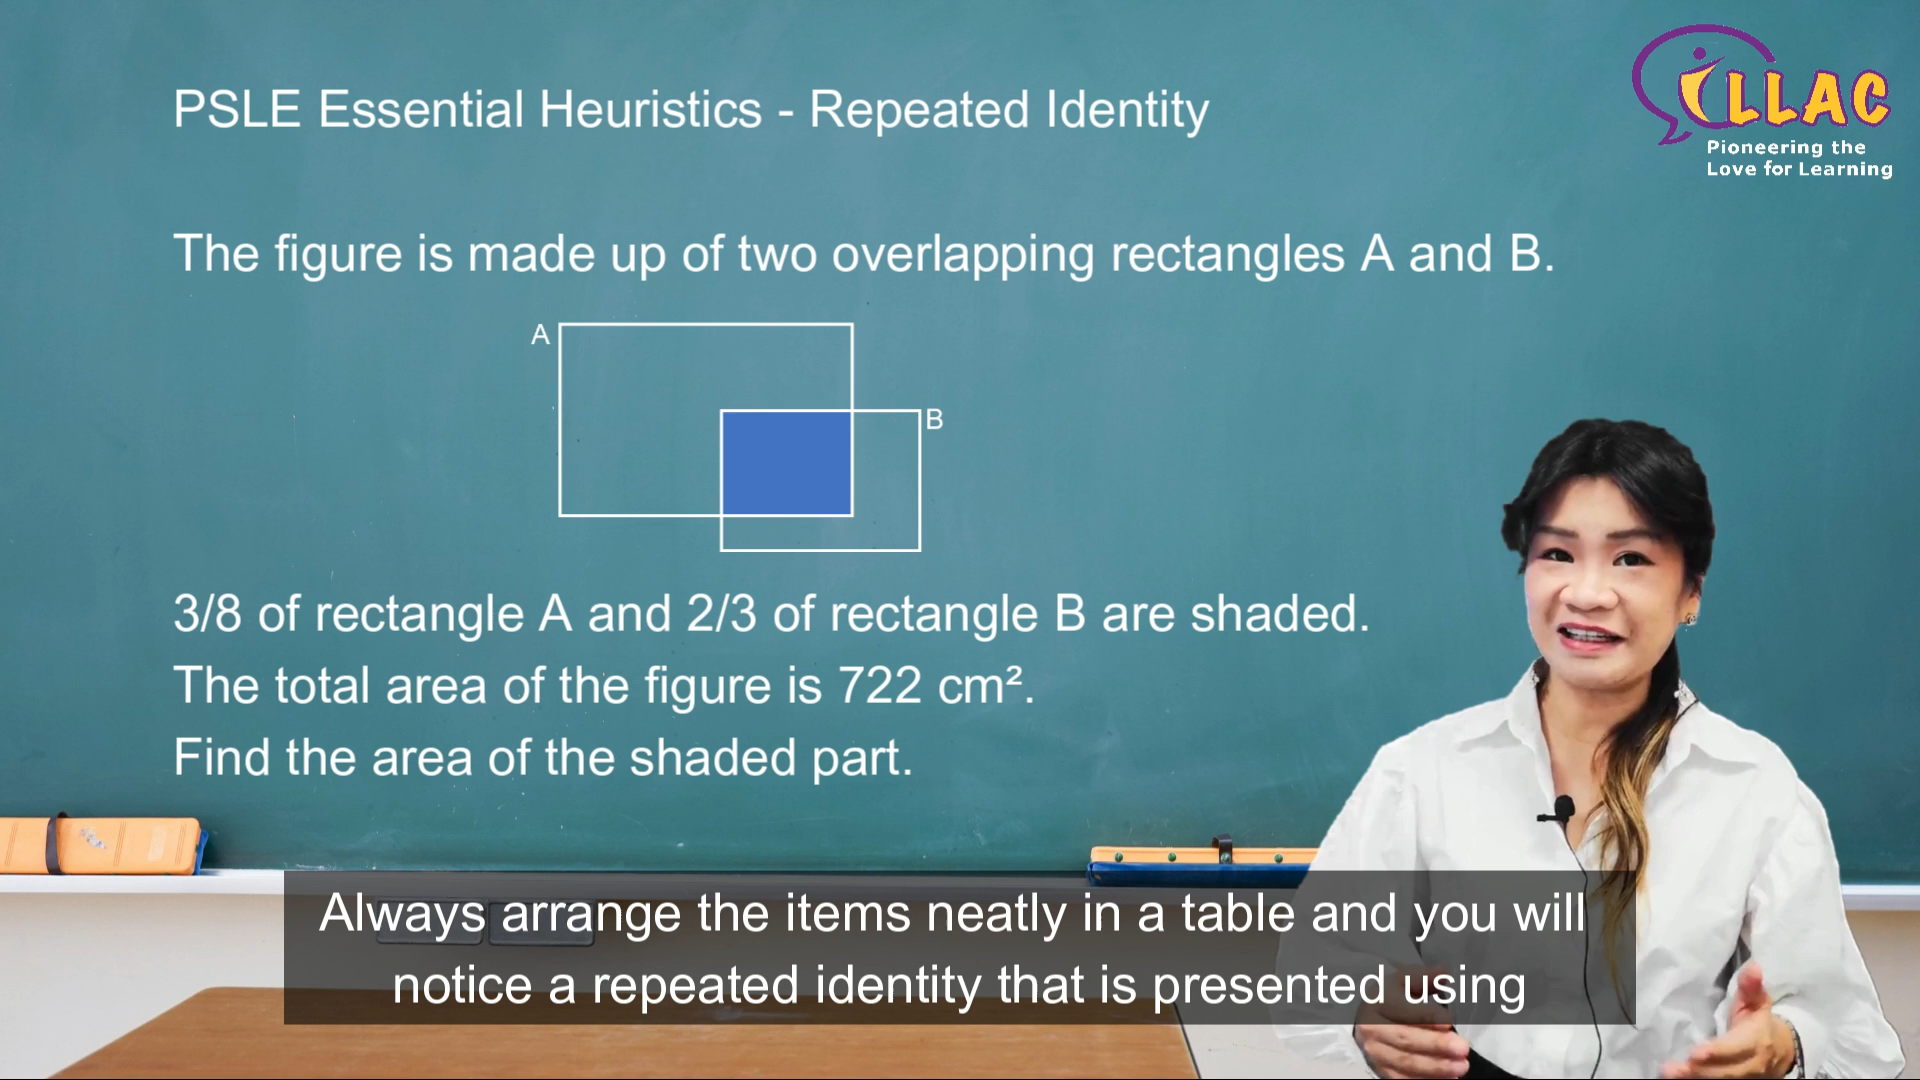 iLLAC
Pioneering the
Love for Learning
PSLE Essential Heuristics - Repeated Identity
The figure is made up of two overlapping rectangles A and B.
A
B
3/8 of rectangle A and 2/3 of rectangle B are shaded.
The total area of the figure is 722 cm².
Find the area of the shaded part.
Always arrange the items neatly in a table and you will
notice a repeated identity that is presented using